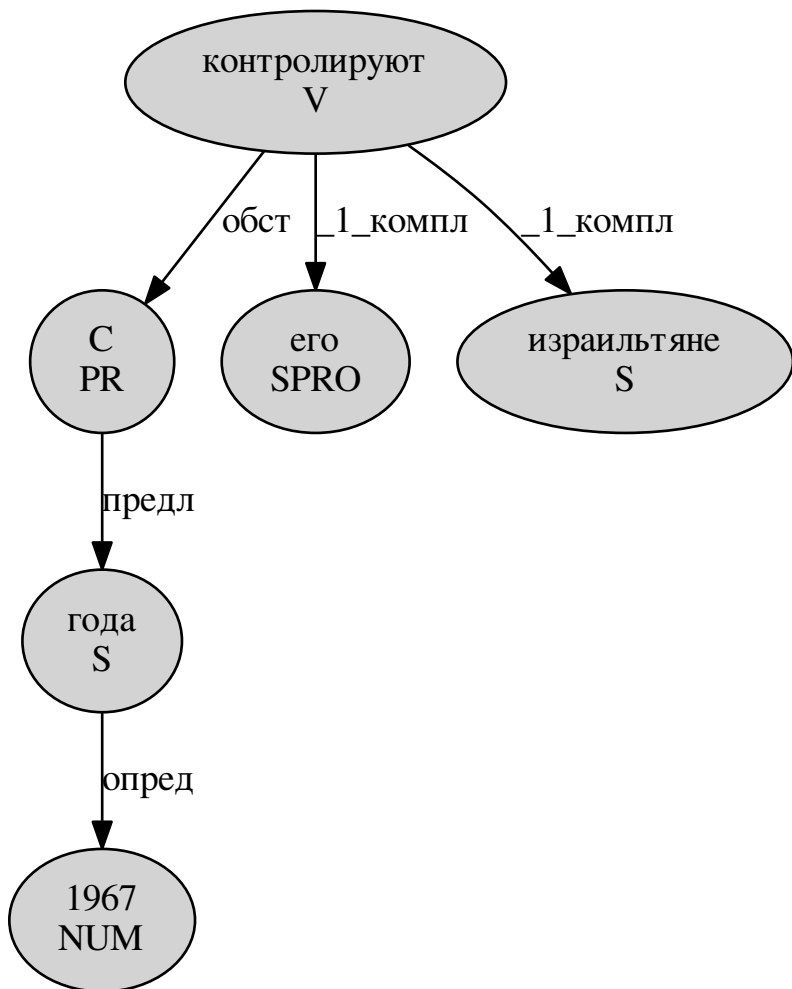 контролируют
V
обст
_1_компл
_1_компл
С
PR
его
SPRO
израильтяне
S
предл
года
S
опред
1967
NUM